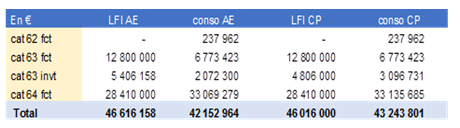 En € LFI AE conso AE LFI CP conso CP
cat 62 fct - 237 962 - 237 962
cat 63 fct 12 800 000 6 773 423 12 800 000 6 773 423
cat 63 invt 5 406 158 2 072 300 4 806 000 3 096 731
cat 64 fct 28 410 000 33 069 279 28 410 000 33 135 685
Total 46 616 158 42 152 964 46 016 000 43 243 801